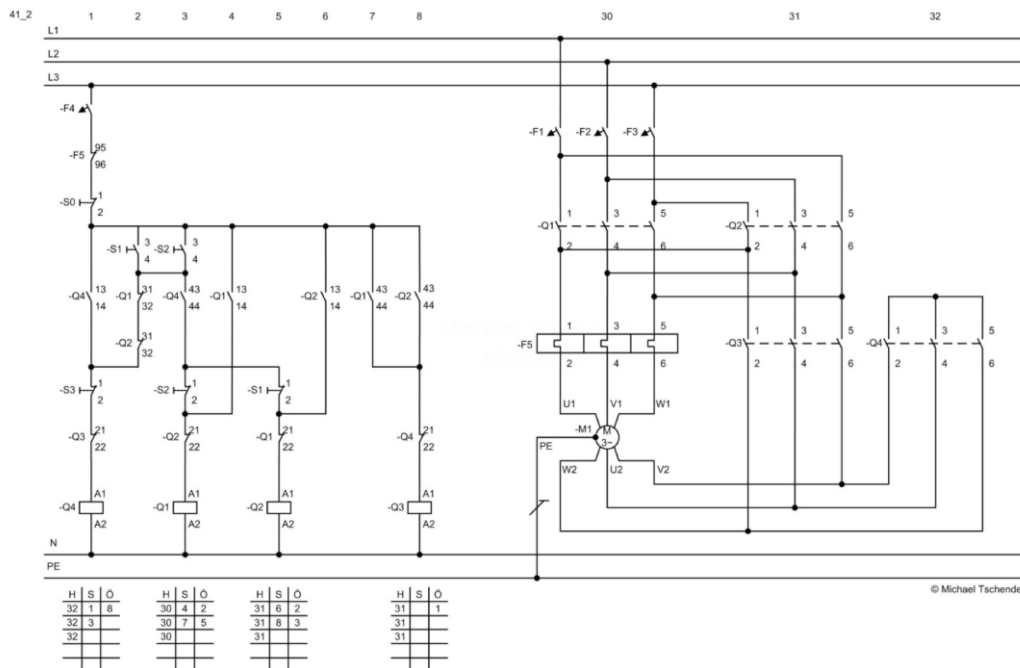 41_2 1 2 3 4 5 6 7 8 30 31 32
L1
L2
L3
-F4
-F1 -F2 -F3
-F5 95
96
-S0 1
2
-Q1 1 3 5 -Q2 1 3 5
2 4 6 2 4 6
-S1 3 -S2 3
4 4
-Q4 13 -Q1 31 -Q4 43 -Q1 13 -Q2 13 -Q1 43 -Q2 43
14 32 44 14 14 44 44
-Q2 31
32
-F5 1 3 5 -Q3 1 3 5 -Q4 1 3 5
2 4 6 2 4 6 2 4 6
-S3 1 -S2 1 -S1 1
2 2 2
U1 V1 W1
-Q3 21 -Q2 21 -Q1 21 -Q4 21
22 22 22 22
-M1 M
3~
PE
W2 U2 V2
-Q4 A1 -Q1 A1 -Q2 A1 -Q3 A1
A2 A2 A2 A2
N
PE
© Michael Tschende
H S Ö H S Ö H S Ö H S Ö
32 1 8 30 4 2 31 6 2 31 1
32 3 30 7 5 31 8 3 31
32 30 31 31